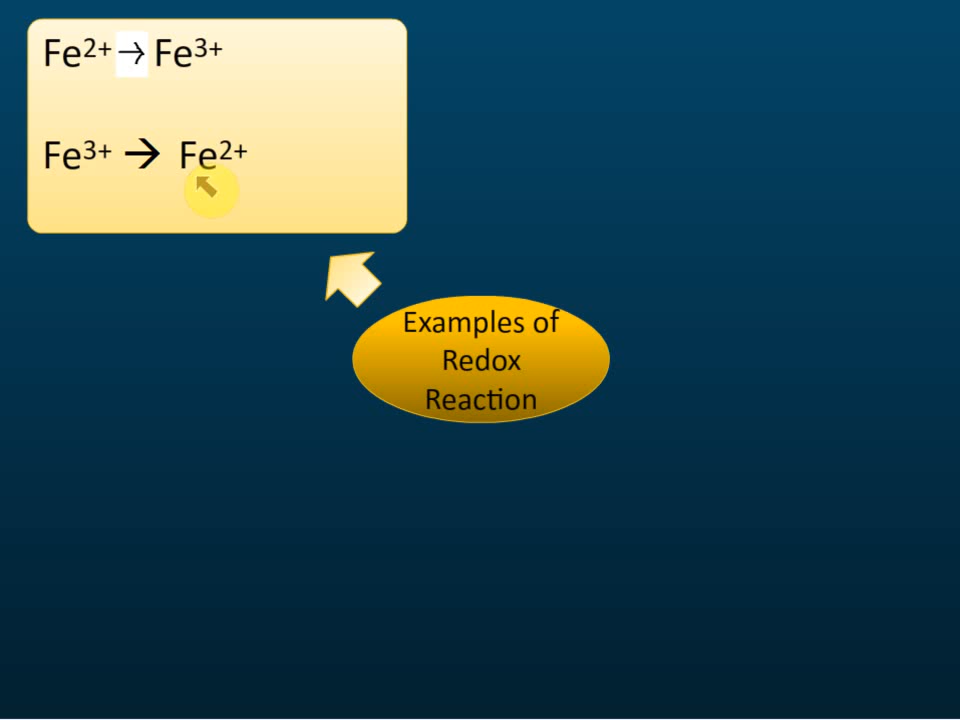 Fe2+ → Fe3+
Fe3+ → Fe2+
Examples of
Redox
Reaction